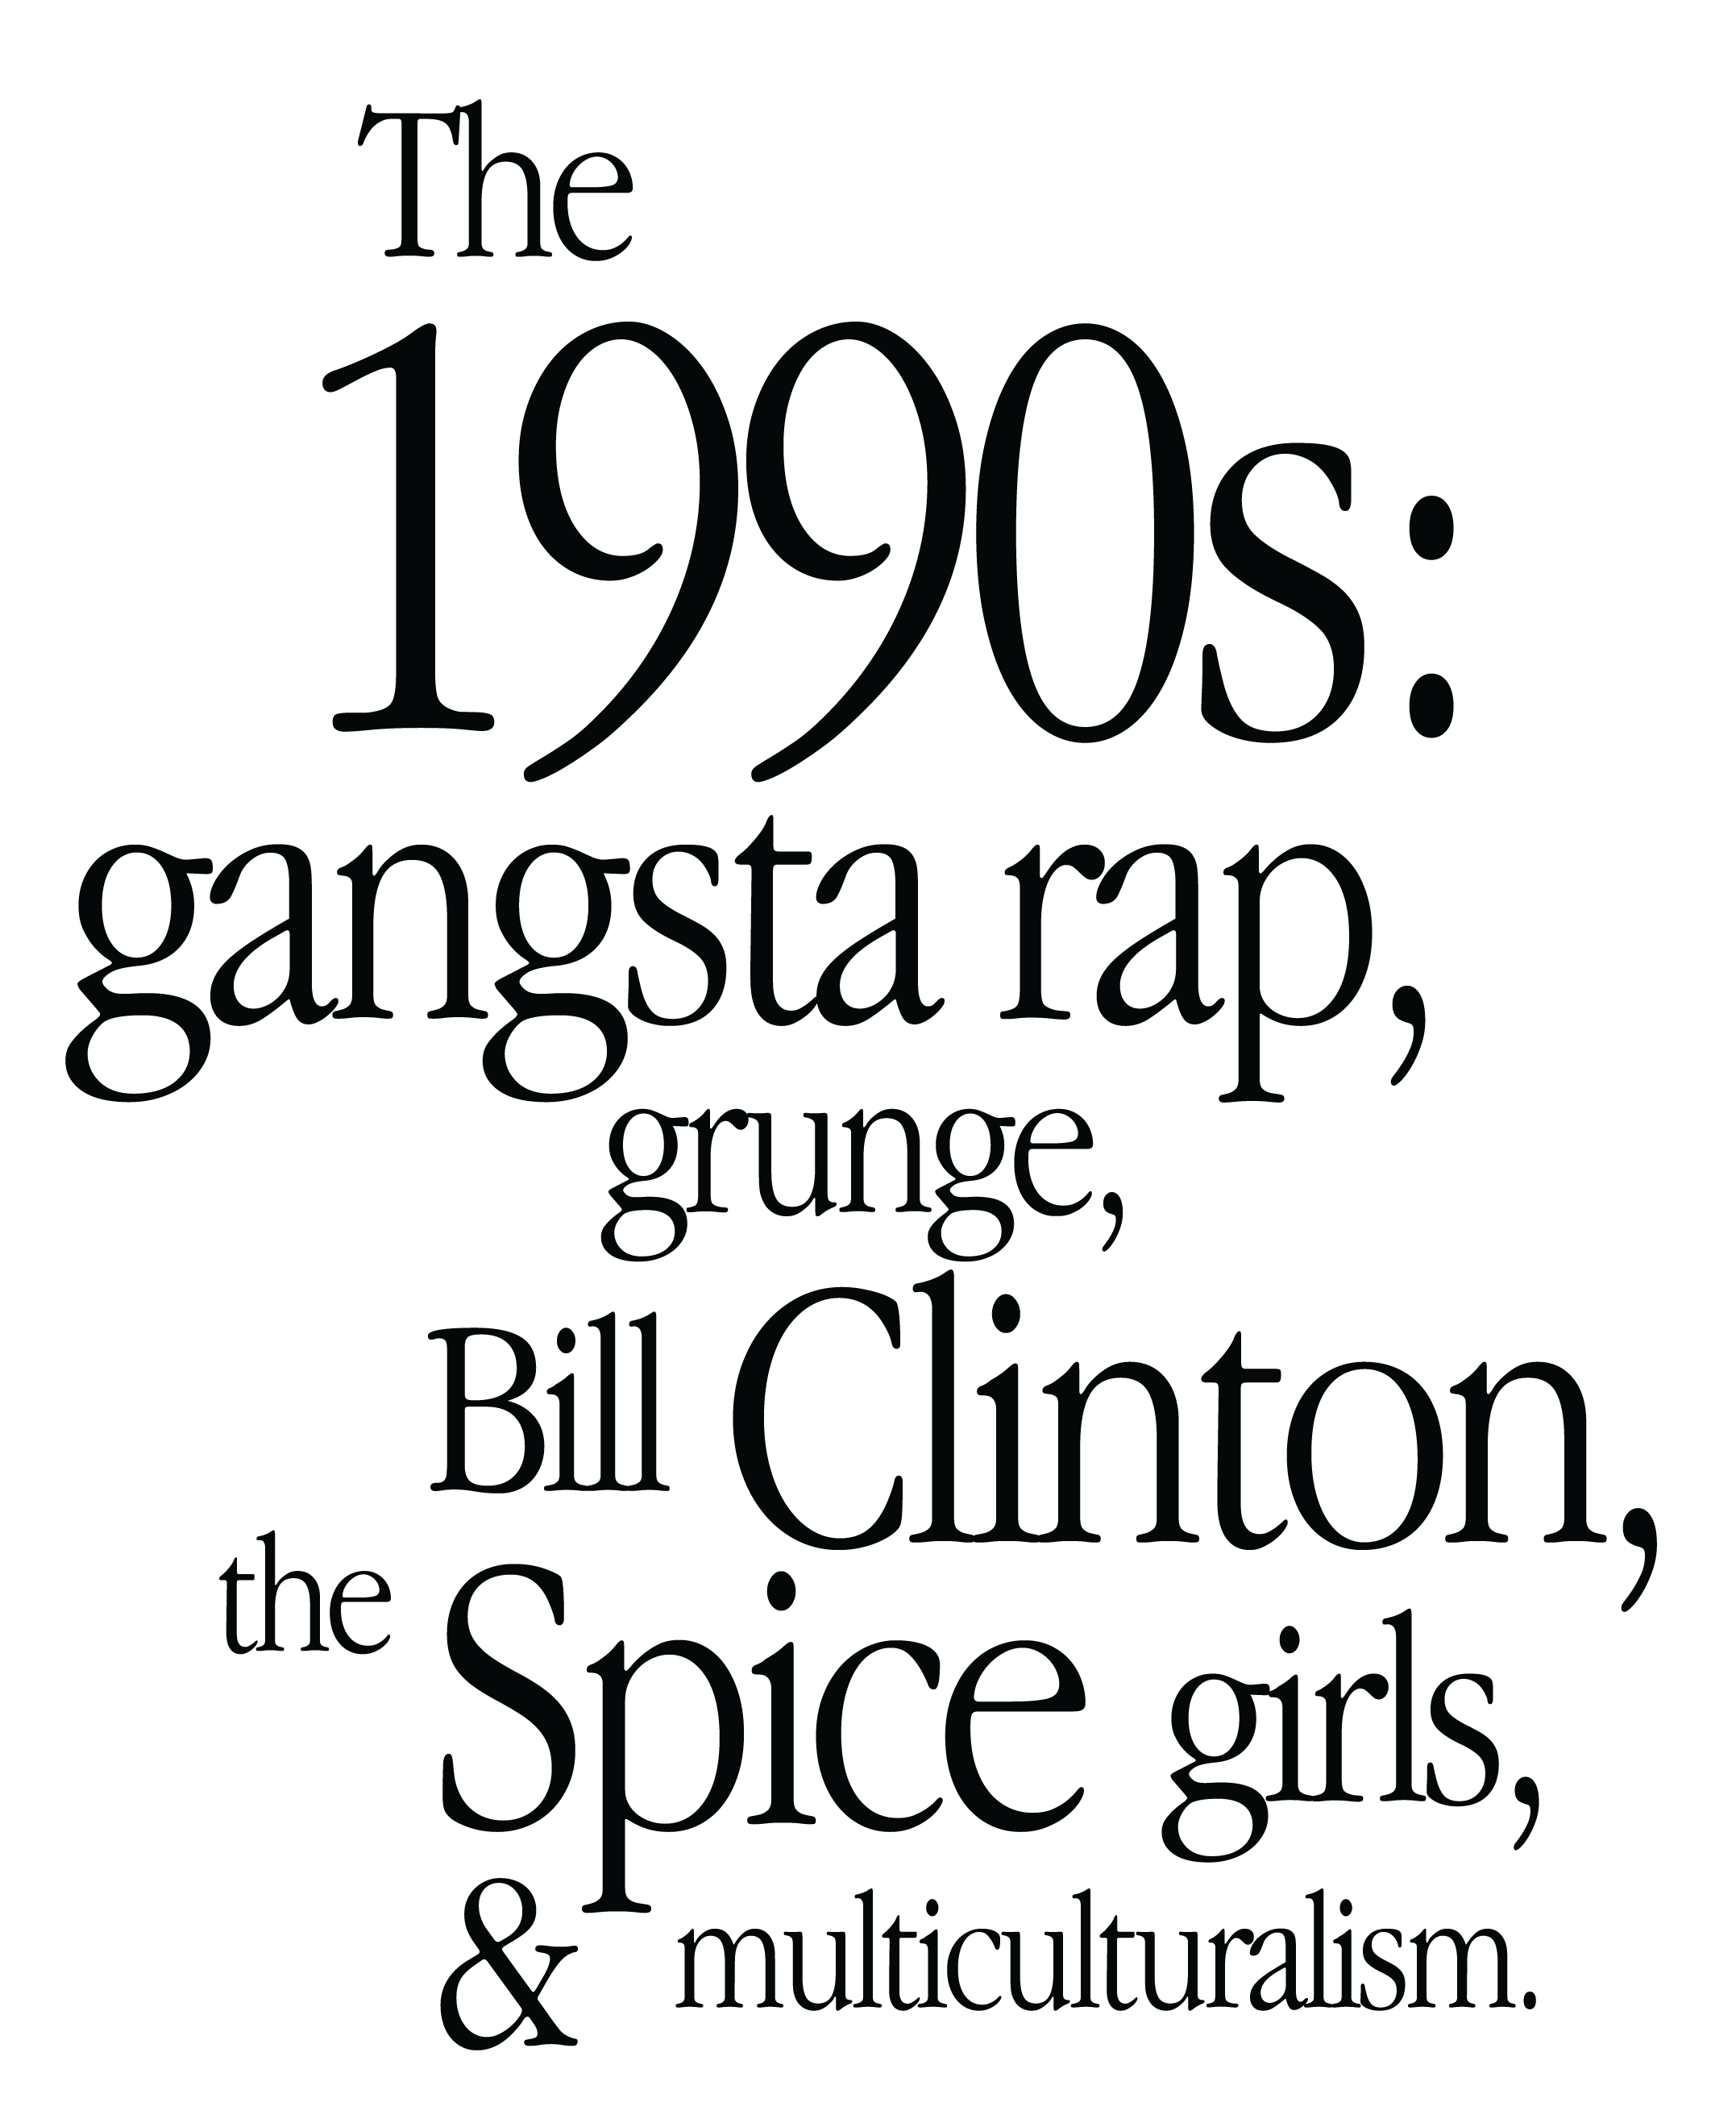 The
1990s:
gangsta rap,
grunge,
Bill Clinton,
the Spice girls,
& multiculturalism.